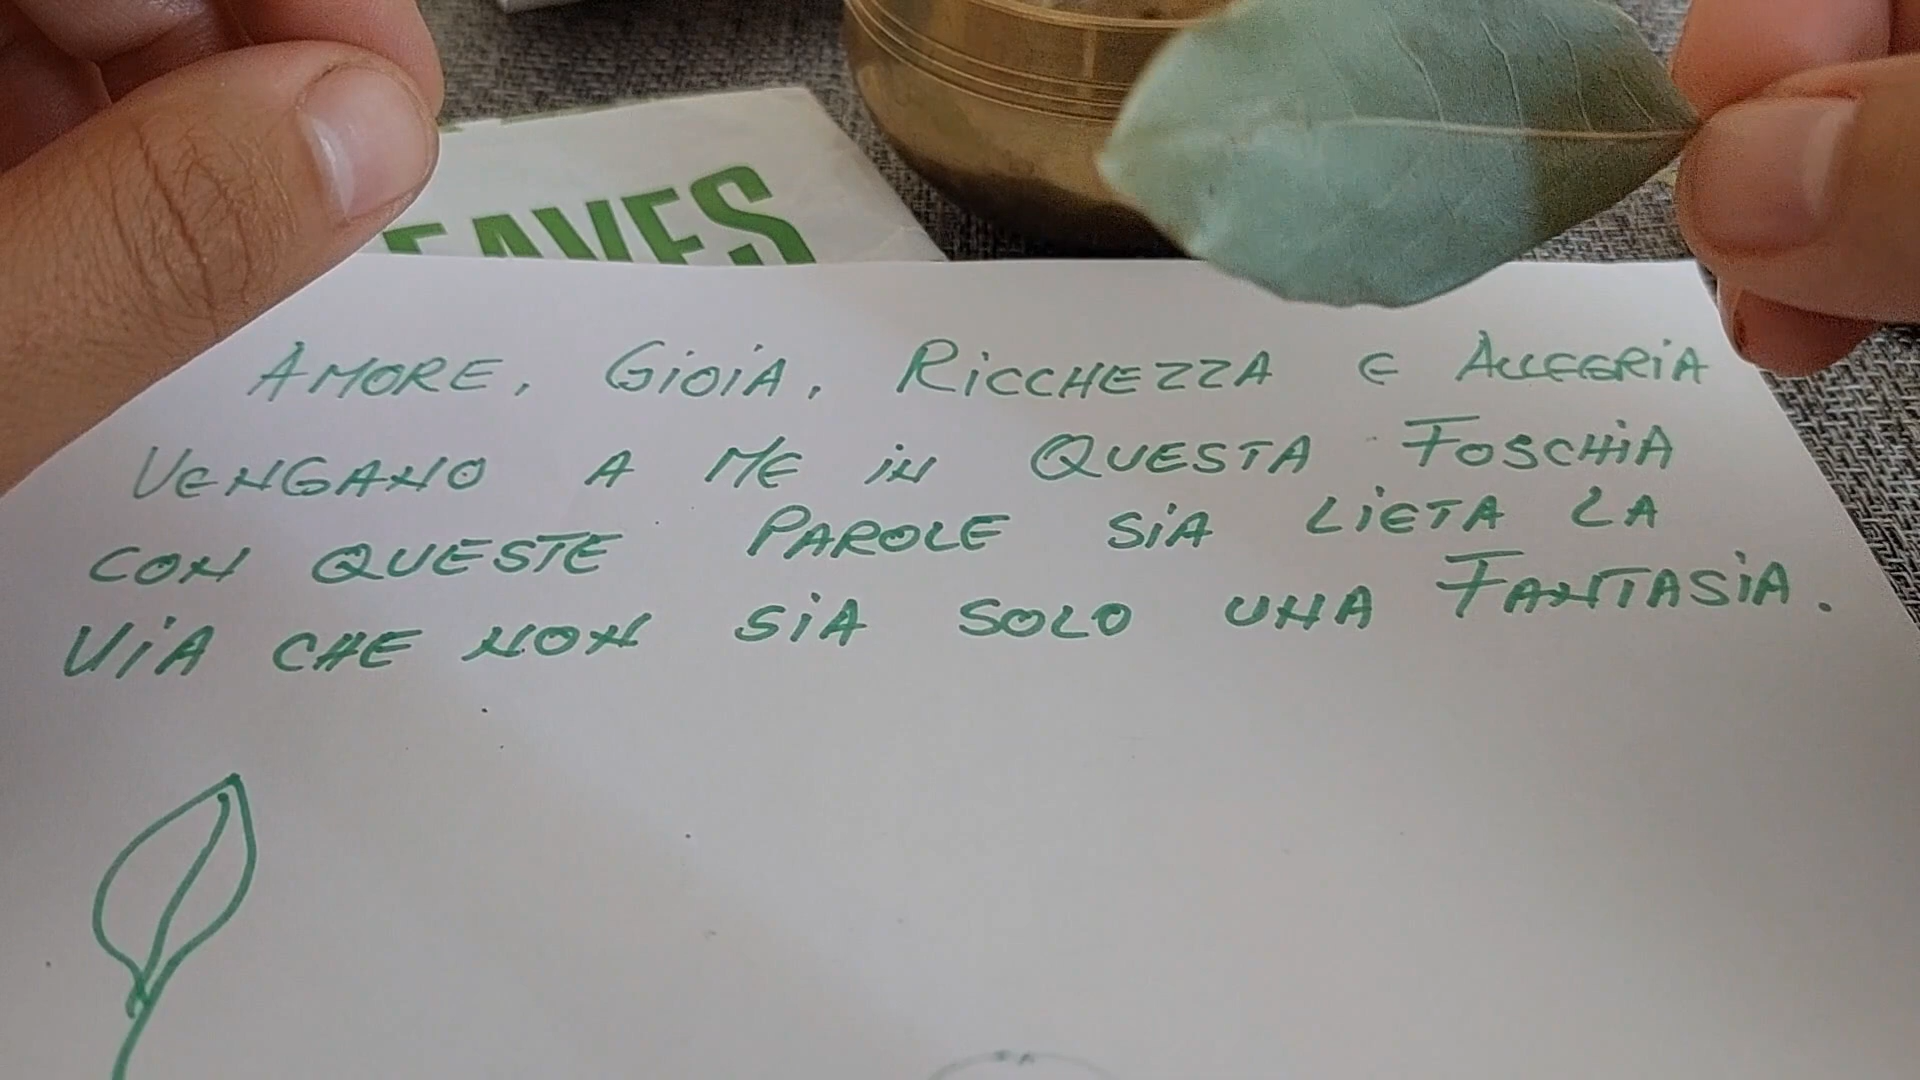 EAVES
AMORE, GiOiA, RiCCHEZZA E ALLEGRiA
VENGANO A ME iN QUESTA FOSCHiA
CON QUESTE PAROLE SiA LiETA LA
ViA CHE NON SiA SOLO UNA FANTASiA.